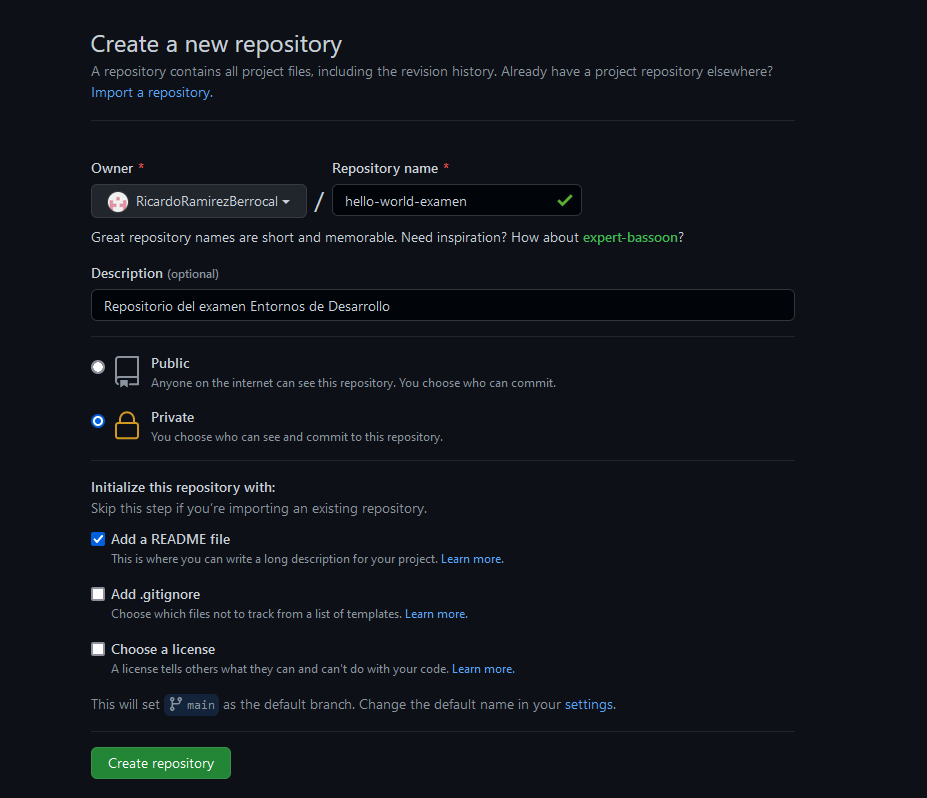 Create a new repository
A repository contains all project files, including the revision history. Already have a project repository elsewhere?
Import a repository.
Owner * Repository name *
RicardoRamirezBerrocal / hello-world-examen
Great repository names are short and memorable. Need inspiration? How about expert-bassoon?
Description (optional)
Repositorio del examen Entornos de Desarrollo
Public
Anyone on the internet can see this repository. You choose who can commit.
Private
You choose who can see and commit to this repository.
Initialize this repository with:
Skip this step if you're importing an existing repository.
Add a README file
This is where you can write a long description for your project. Learn more.
Add .gitignore
Choose which files not to track from a list of templates. Learn more.
Choose a license
A license tells others what they can and can't do with your code. Learn more.
This will set main as the default branch. Change the default name in your settings.
Create repository